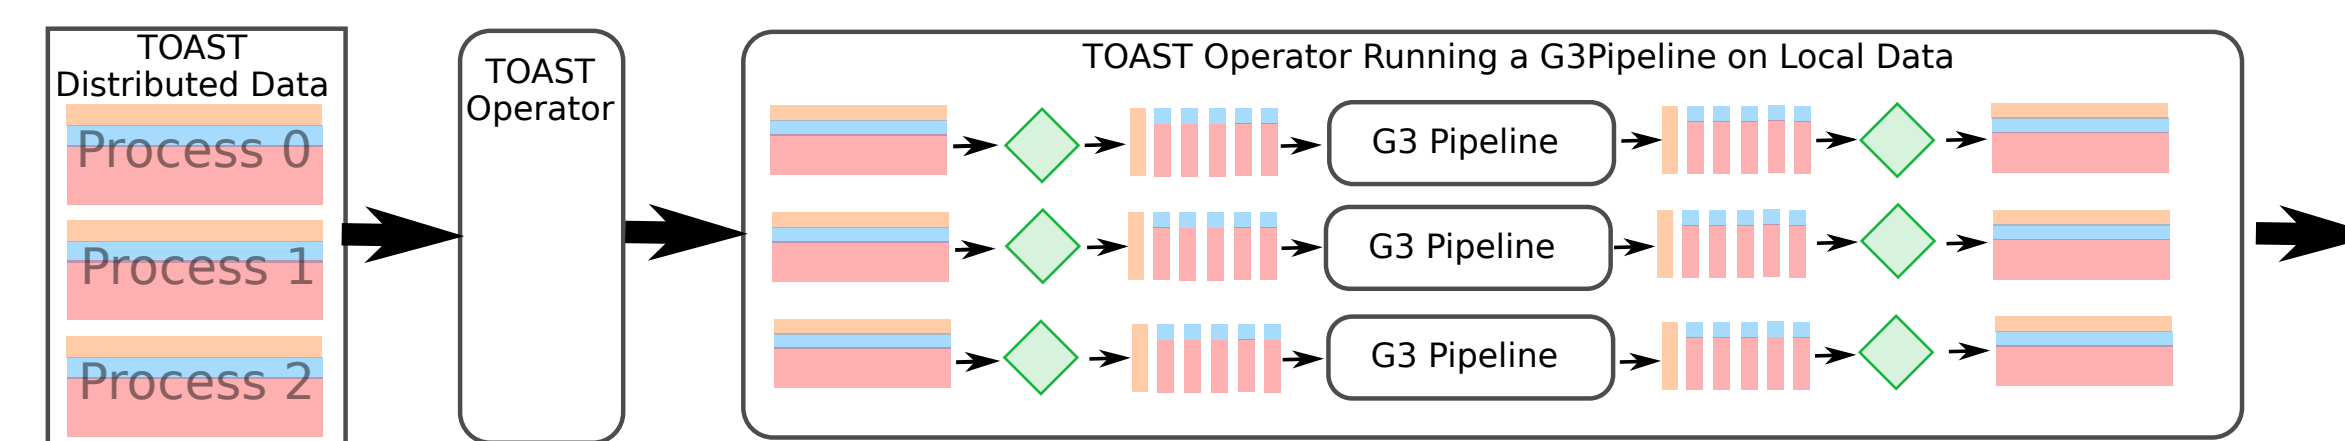 TOAST
Distributed Data
Process 0
Process 1
Process 2
TOAST
Operator
TOAST Operator Running a G3Pipeline on Local Data
G3 Pipeline
G3 Pipeline
G3 Pipeline